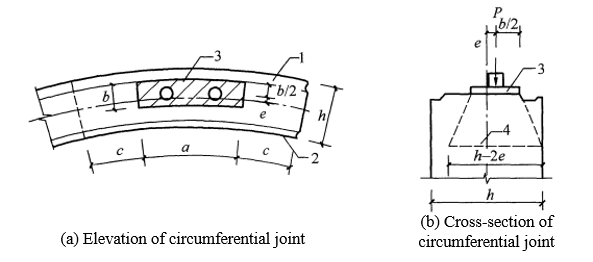 3
1
b
b/2
e
h
c
a
c
2
(a) Elevation of circumferential joint
P
b/2
e
3
4
h–2e
h
(b) Cross-section of
circumferential joint